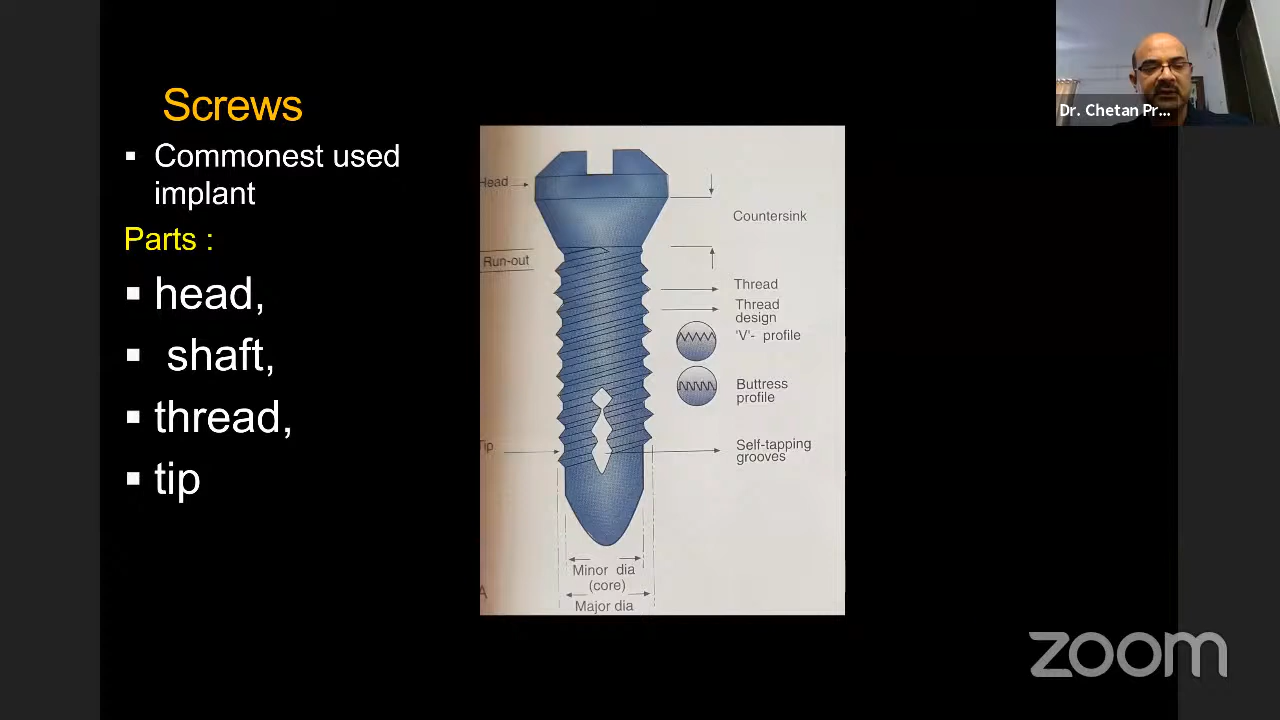 Screws
▪ Commonest used
implant
Parts :
▪ head,
▪ shaft,
▪ thread,
▪ tip
Head
Countersink
Run-out
Thread
Thread
design
'V'- profile
Buttress
profile
Tip
Self-tapping
grooves
Minor dia
(core)
Major dia
A
Dr. Chetan Pr...
zoom